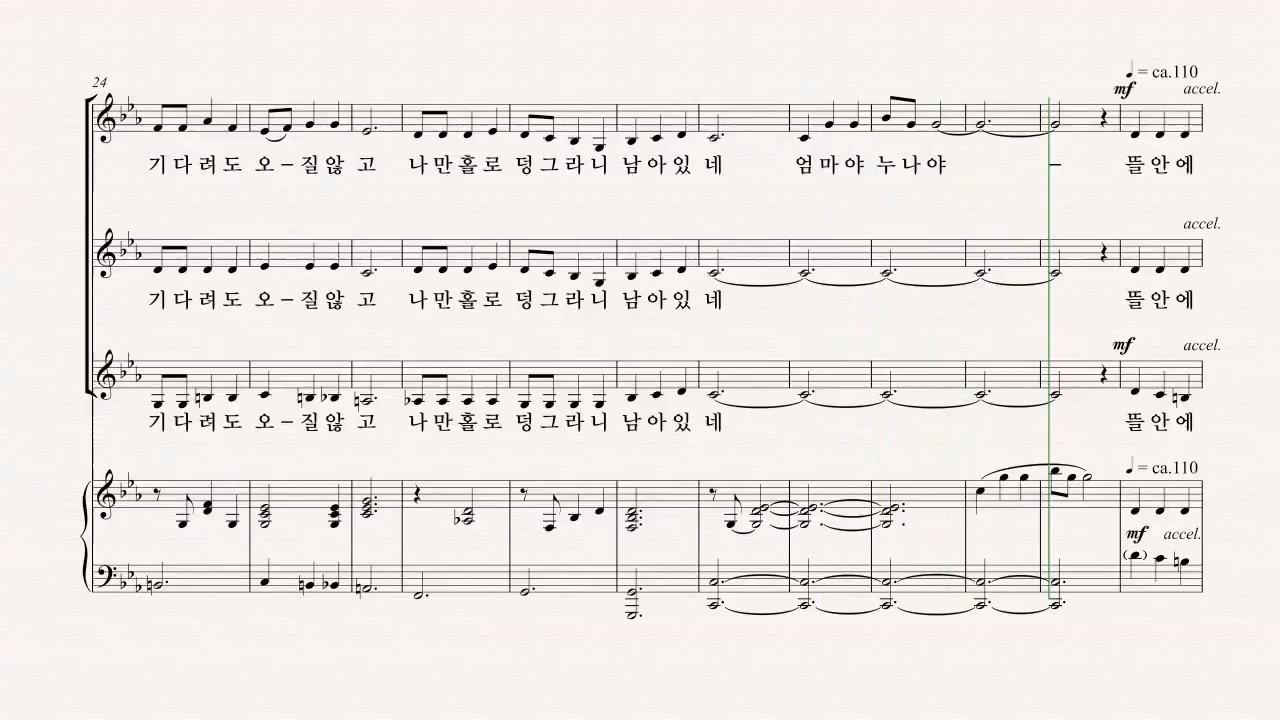 24
♩ = ca.110
mf accel.
기 다 려 도 오 – 질 않 고 나 만 홀 로 덩 그 라 니 남 아 있 네 엄 마 야 누 나 야 – 뜰 안 에
accel.
기 다 려 도 오 – 질 않 고 나 만 홀 로 덩 그 라 니 남 아 있 네 뜰 안 에
mf accel.
기 다 려 도 오 – 질 않 고 나 만 홀 로 덩 그 라 니 남 아 있 네 뜰 안 에
♩ = ca.110
mf accel.